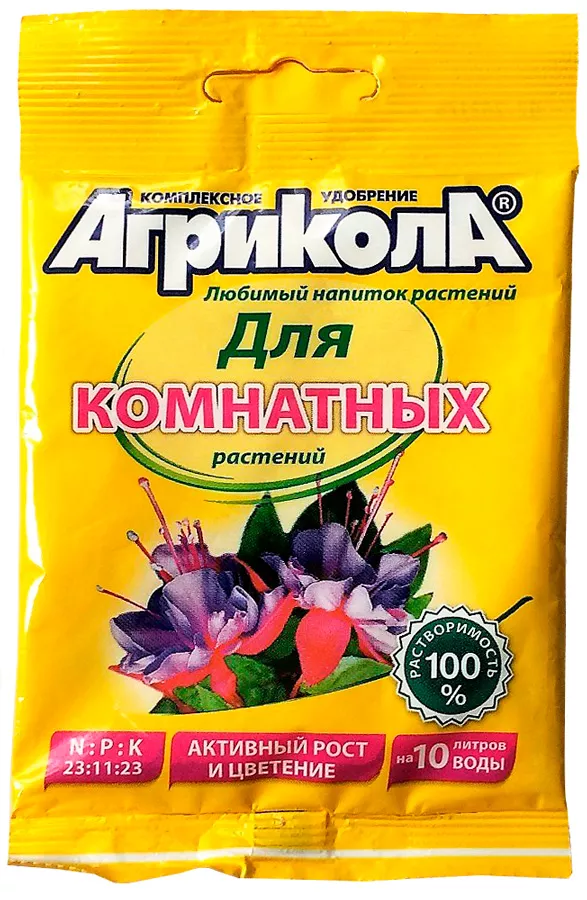 КОМПЛЕКСНОЕ УДОБРЕНИЕ
АгриколА®
Любимый напиток растений
Для
КОМНАТНЫХ
растений
РАСТВОРИМОСТЬ
100
%
N:P:K
23:11:23
АКТИВНЫЙ РОСТ
И ЦВЕТЕНИЕ
на 10 ЛИТРОВ
ВОДЫ